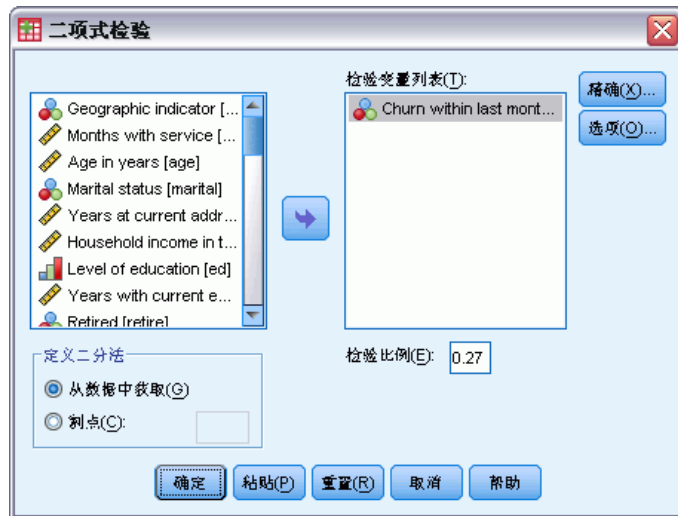 二项式检验
Geographic indicator [...
Months with service [...
Age in years [age]
Marital status [marital]
Years at current addr...
Household income in t...
Level of education [ed]
Years with current e...
Retired [retire]
检验变量列表(T):
Churn within last mont...
精确(X)...
选项(O)...
定义二分法
从数据中获取(G)
割点(C):
检验比例(E):
0.27
确定
粘贴(P)
重置(R)
取消
帮助